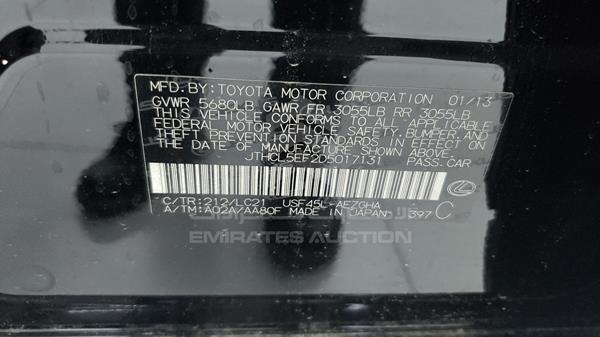 MFD. BY: TOYOTA MOTOR CORPORATION 01/13
GVWR 5680LB GAWR FR 3055LB RR 3055LB
THIS VEHICLE CONFORMS TO ALL APPLICABLE
FEDERAL MOTOR VEHICLE SAFETY, BUMPER, AND
THEFT PREVENTION STANDARDS IN EFFECT ON
THE DATE OF MANUFACTURE SHOWN ABOVE.
JTHCL5EF2D5017131 PASS.CAR
C/TR:212/LC21 USF45L-AEZGHA
A/TM:A02A/AA80F MADE IN JAPAN 397 C
الإمارات للمزادات
EMIRATES AUCTION